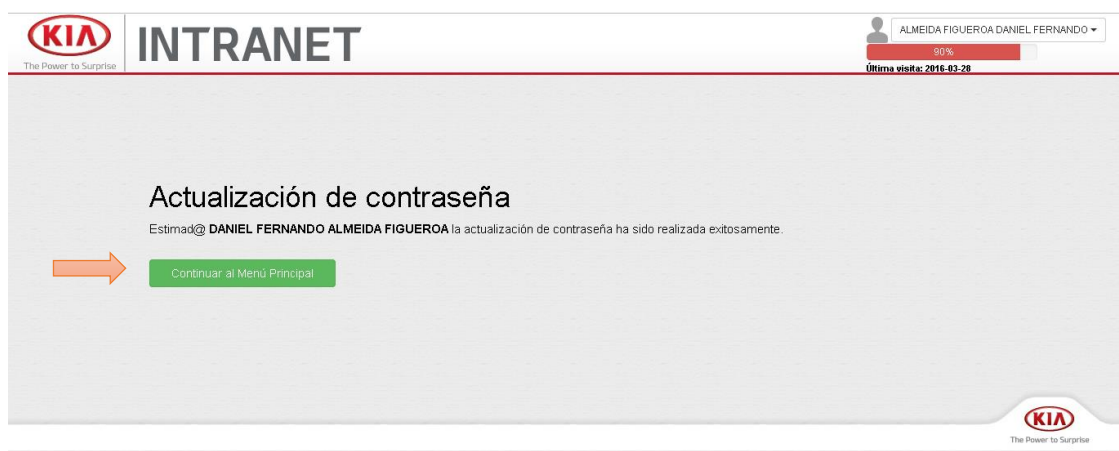 KIA
The Power to Surprise
INTRANET
ALMEIDA FIGUEROA DANIEL FERNANDO
90%
Última visita: 2016-03-28
Actualización de contraseña
Estimad@ DANIEL FERNANDO ALMEIDA FIGUEROA la actualización de contraseña ha sido realizada exitosamente.
Continuar al Menú Principal
KIA
The Power to Surprise